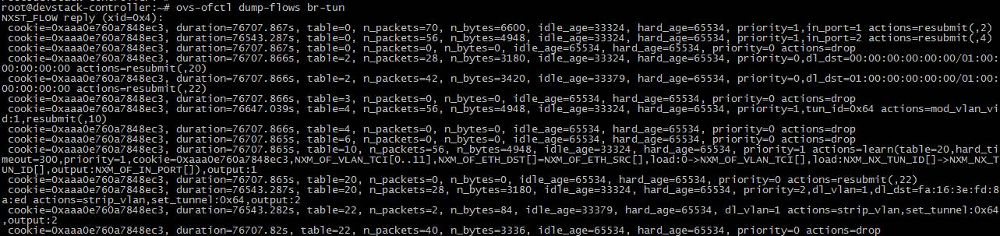 root@devstack-controller:~# ovs-ofctl dump-flows br-tun
NXST_FLOW reply (xid=0x4):
 cookie=0xaaa0e760a7848ec3, duration=76707.867s, table=0, n_packets=70, n_bytes=6600, idle_age=33324, hard_age=65534, priority=1,in_port=1 actions=resubmit(,2)
 cookie=0xaaa0e760a7848ec3, duration=76543.287s, table=0, n_packets=56, n_bytes=4948, idle_age=33324, hard_age=65534, priority=1,in_port=2 actions=resubmit(,4)
 cookie=0xaaa0e760a7848ec3, duration=76707.867s, table=0, n_packets=0, n_bytes=0, idle_age=65534, hard_age=65534, priority=0 actions=drop
 cookie=0xaaa0e760a7848ec3, duration=76707.866s, table=2, n_packets=28, n_bytes=3180, idle_age=33324, hard_age=65534, priority=0,dl_dst=00:00:00:00:00:00/01:00:
00:00:00:00 actions=resubmit(,20)
 cookie=0xaaa0e760a7848ec3, duration=76707.866s, table=2, n_packets=42, n_bytes=3420, idle_age=33379, hard_age=65534, priority=0,dl_dst=01:00:00:00:00:00/01:00:
00:00:00:00 actions=resubmit(,22)
 cookie=0xaaa0e760a7848ec3, duration=76707.866s, table=3, n_packets=0, n_bytes=0, idle_age=65534, hard_age=65534, priority=0 actions=drop
 cookie=0xaaa0e760a7848ec3, duration=76647.039s, table=4, n_packets=56, n_bytes=4948, idle_age=33324, hard_age=65534, priority=1,tun_id=0x64 actions=mod_vlan_vi
d:1,resubmit(,10)
 cookie=0xaaa0e760a7848ec3, duration=76707.866s, table=4, n_packets=0, n_bytes=0, idle_age=65534, hard_age=65534, priority=0 actions=drop
 cookie=0xaaa0e760a7848ec3, duration=76707.865s, table=6, n_packets=0, n_bytes=0, idle_age=65534, hard_age=65534, priority=0 actions=drop
 cookie=0xaaa0e760a7848ec3, duration=76707.865s, table=10, n_packets=56, n_bytes=4948, idle_age=33324, hard_age=65534, priority=1 actions=learn(table=20,hard_ti
meout=300,priority=1,cookie=0xaaa0e760a7848ec3,NXM_OF_VLAN_TCI[0..11],NXM_OF_ETH_DST[]=NXM_OF_ETH_SRC[],load:0->NXM_OF_VLAN_TCI[],load:NXM_NX_TUN_ID[]->NXM_NX_T
UN_ID[],output:NXM_OF_IN_PORT[]),output:1
 cookie=0xaaa0e760a7848ec3, duration=76707.865s, table=20, n_packets=0, n_bytes=0, idle_age=65534, hard_age=65534, priority=0 actions=resubmit(,22)
 cookie=0xaaa0e760a7848ec3, duration=76543.287s, table=20, n_packets=28, n_bytes=3180, idle_age=33324, hard_age=65534, priority=2,dl_vlan=1,dl_dst=fa:16:3e:fd:8
a:ed actions=strip_vlan,set_tunnel:0x64,output:2
 cookie=0xaaa0e760a7848ec3, duration=76543.282s, table=22, n_packets=2, n_bytes=84, idle_age=33379, hard_age=65534, dl_vlan=1 actions=strip_vlan,set_tunnel:0x64
,output:2
 cookie=0xaaa0e760a7848ec3, duration=76707.82s, table=22, n_packets=40, n_bytes=3336, idle_age=33379, hard_age=65534, priority=0 actions=drop